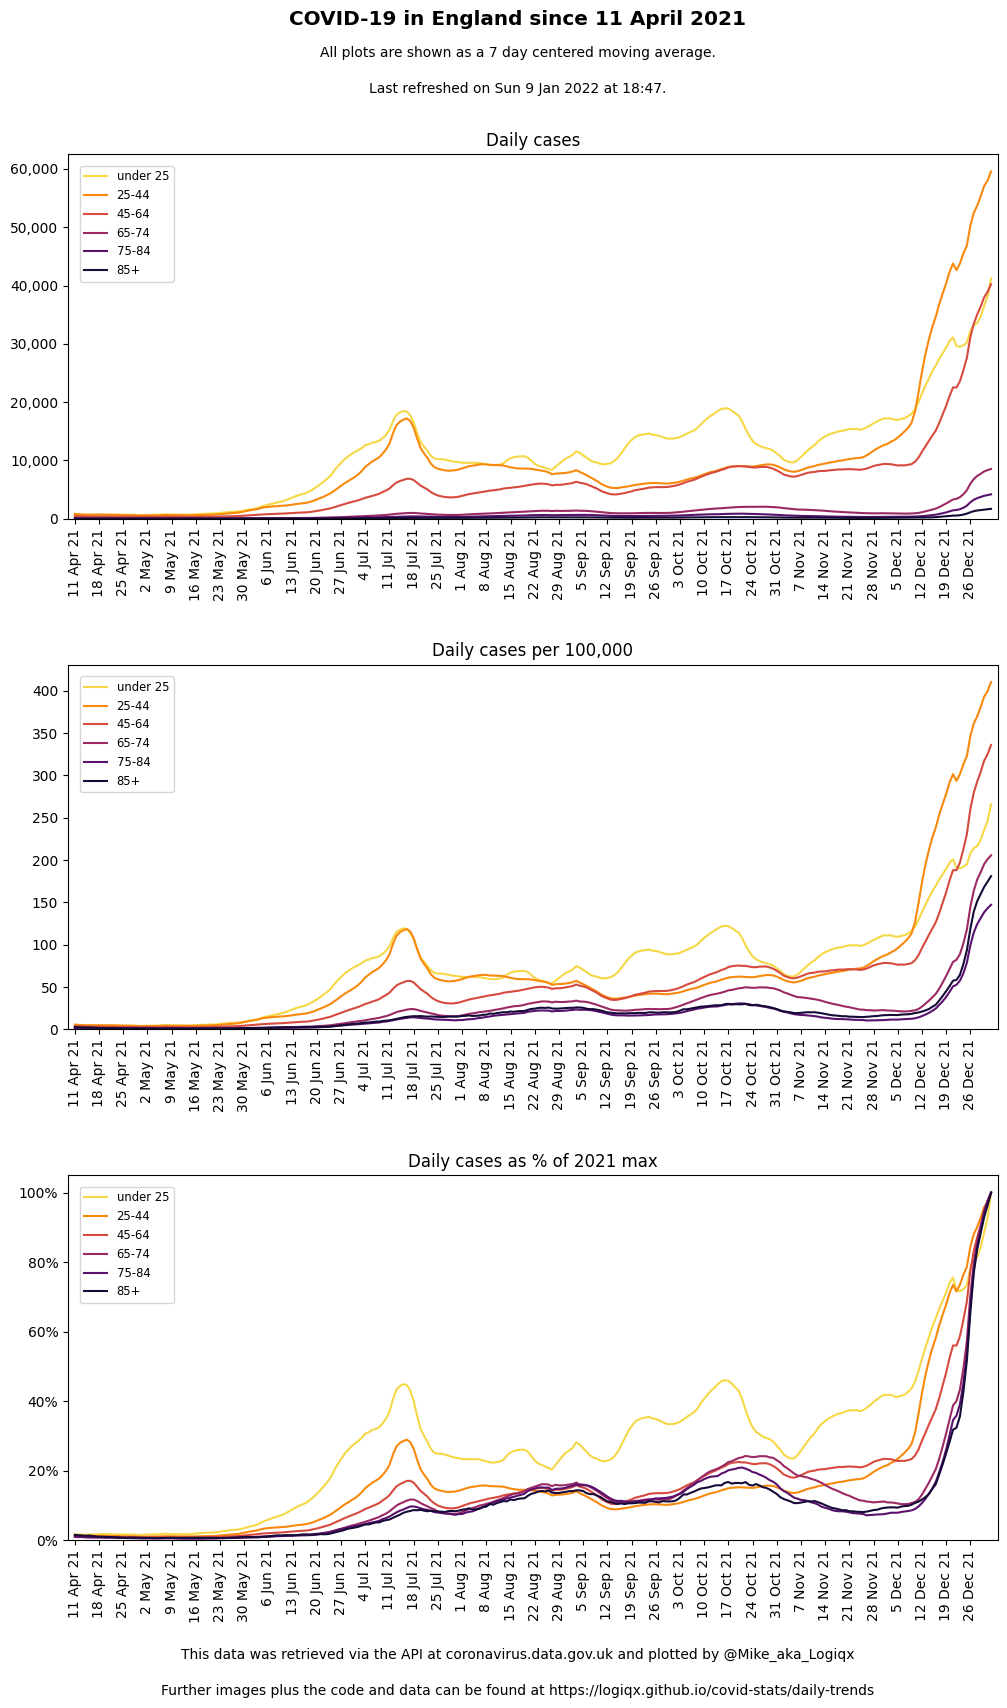 COVID-19 in England since 11 April 2021
All plots are shown as a 7 day centered moving average.
Last refreshed on Sun 9 Jan 2022 at 18:47.
Daily cases
60,000
50,000
40,000
30,000
20,000
10,000
0
under 25
25-44
45-64
65-74
75-84
85+
11 Apr 21
18 Apr 21
25 Apr 21
2 May 21
9 May 21
16 May 21
23 May 21
30 May 21
6 Jun 21
13 Jun 21
20 Jun 21
27 Jun 21
4 Jul 21
11 Jul 21
18 Jul 21
25 Jul 21
1 Aug 21
8 Aug 21
15 Aug 21
22 Aug 21
29 Aug 21
5 Sep 21
12 Sep 21
19 Sep 21
26 Sep 21
3 Oct 21
10 Oct 21
17 Oct 21
24 Oct 21
31 Oct 21
7 Nov 21
14 Nov 21
21 Nov 21
28 Nov 21
5 Dec 21
12 Dec 21
19 Dec 21
26 Dec 21
Daily cases per 100,000
400
350
300
250
200
150
100
50
0
under 25
25-44
45-64
65-74
75-84
85+
11 Apr 21
18 Apr 21
25 Apr 21
2 May 21
9 May 21
16 May 21
23 May 21
30 May 21
6 Jun 21
13 Jun 21
20 Jun 21
27 Jun 21
4 Jul 21
11 Jul 21
18 Jul 21
25 Jul 21
1 Aug 21
8 Aug 21
15 Aug 21
22 Aug 21
29 Aug 21
5 Sep 21
12 Sep 21
19 Sep 21
26 Sep 21
3 Oct 21
10 Oct 21
17 Oct 21
24 Oct 21
31 Oct 21
7 Nov 21
14 Nov 21
21 Nov 21
28 Nov 21
5 Dec 21
12 Dec 21
19 Dec 21
26 Dec 21
Daily cases as % of 2021 max
100%
80%
60%
40%
20%
0%
under 25
25-44
45-64
65-74
75-84
85+
11 Apr 21
18 Apr 21
25 Apr 21
2 May 21
9 May 21
16 May 21
23 May 21
30 May 21
6 Jun 21
13 Jun 21
20 Jun 21
27 Jun 21
4 Jul 21
11 Jul 21
18 Jul 21
25 Jul 21
1 Aug 21
8 Aug 21
15 Aug 21
22 Aug 21
29 Aug 21
5 Sep 21
12 Sep 21
19 Sep 21
26 Sep 21
3 Oct 21
10 Oct 21
17 Oct 21
24 Oct 21
31 Oct 21
7 Nov 21
14 Nov 21
21 Nov 21
28 Nov 21
5 Dec 21
12 Dec 21
19 Dec 21
26 Dec 21
This data was retrieved via the API at coronavirus.data.gov.uk and plotted by @Mike_aka_Logiqx
Further images plus the code and data can be found at https://logiqx.github.io/covid-stats/daily-trends